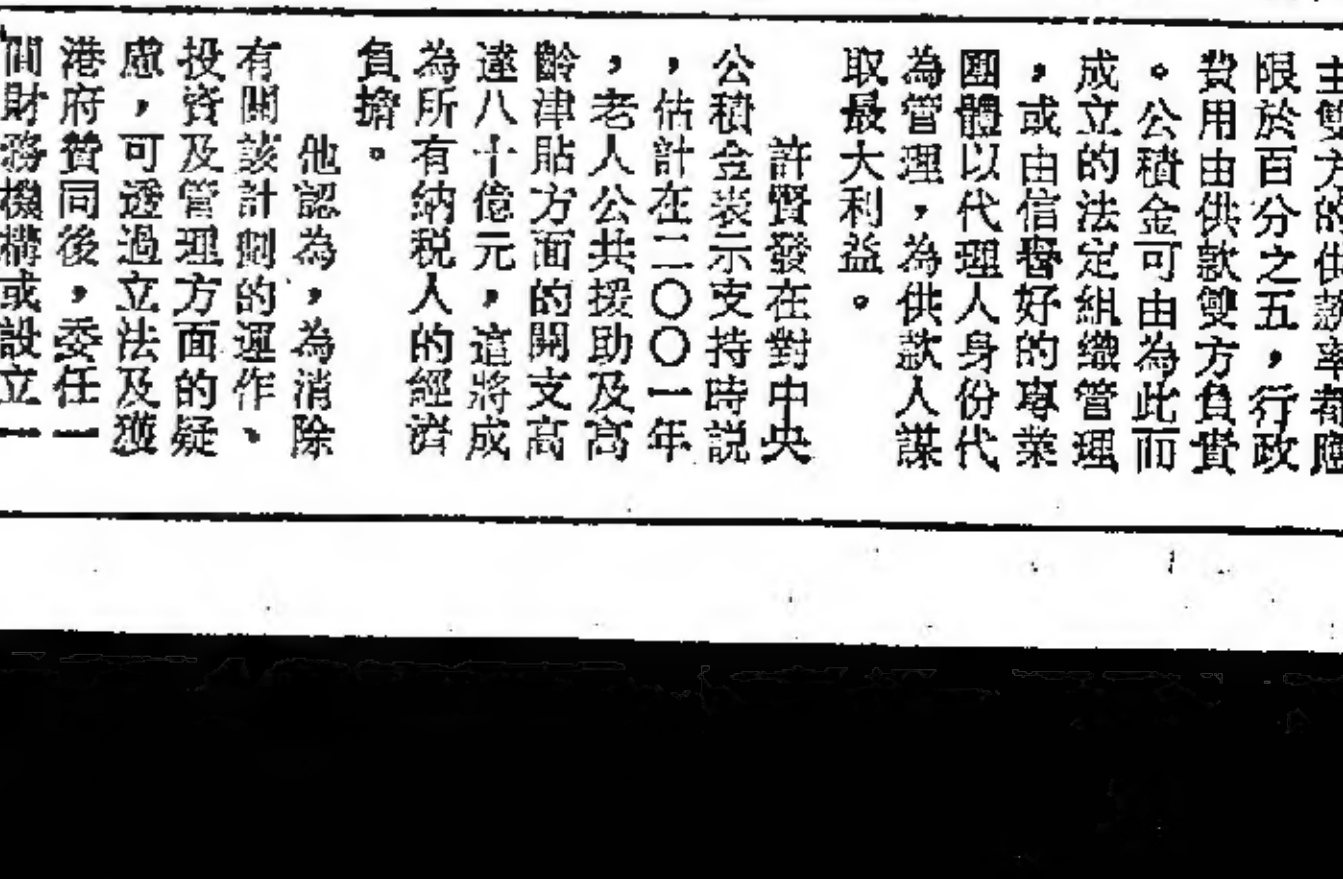 主雙方的供款率都應
限於百分之五，行政
費用由供款雙方負責
。公積金可由為此而
成立的法定組織管理
，或由信譽好的專業
團體以代理人身份代
為管理，為供款人謀
取最大利益。
許賢發在對中央
公積金表示支持時説
，估計在二〇〇一年
，老人公共援助及高
齡津貼方面的開支高
達八十億元，這將成
為所有納税人的經濟
負擔。
他認為，為消除
有關該計劃的運作、
投資及管理方面的疑
慮，可透過立法及獲
港府贊同後，委任一
間財務機構或設立一